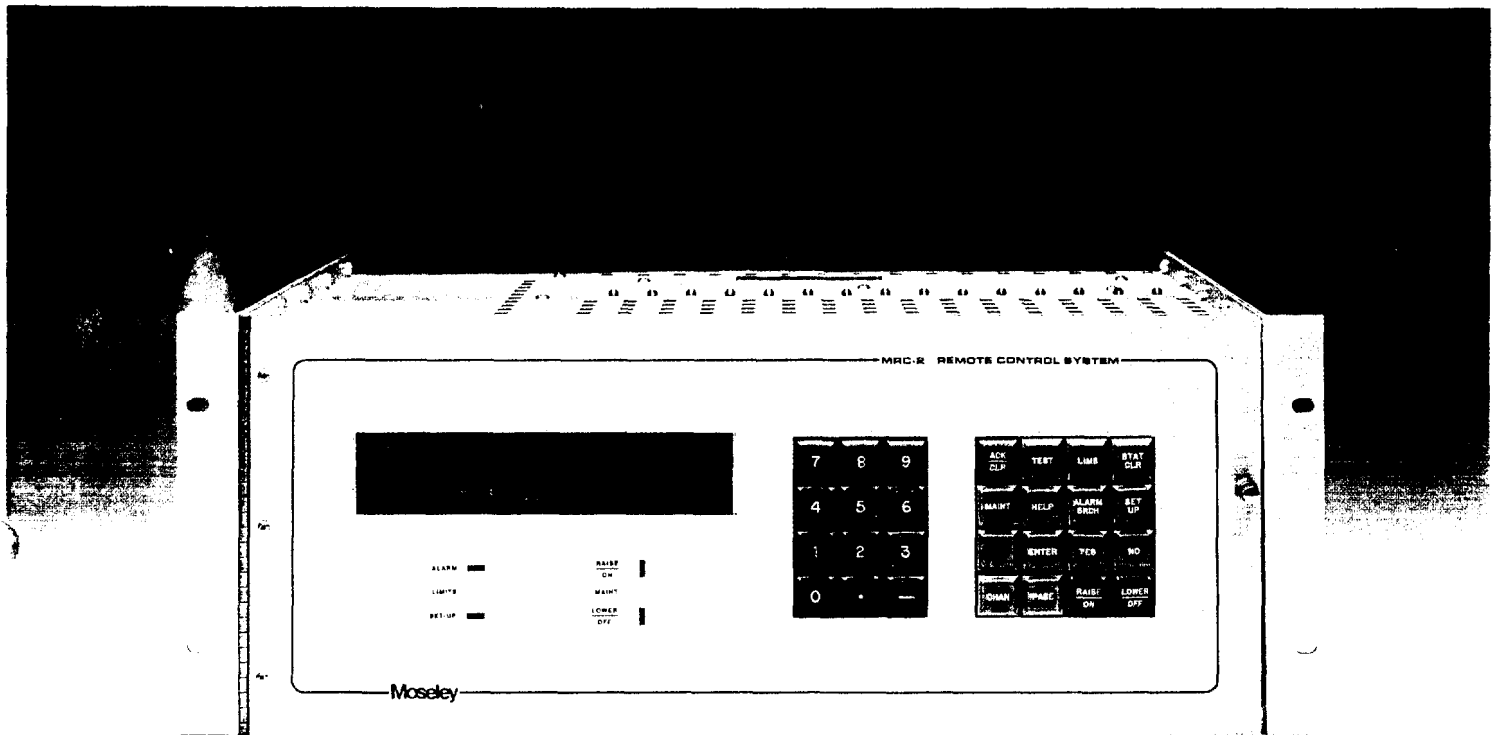 MRC-2 REMOTE CONTROL SYSTEM
7 8 9
4 5 6
1 2 3
0 . —
ACK CLR TEST LIMS STAT CLR
MAINT HELP ALARM SRCH SET UP
ENTER YES NO
CHAN RAISE ON LOWER OFF
ALARM
LIMITS
SET-UP
RAISE ON
MAINT
LOWER OFF
Moseley